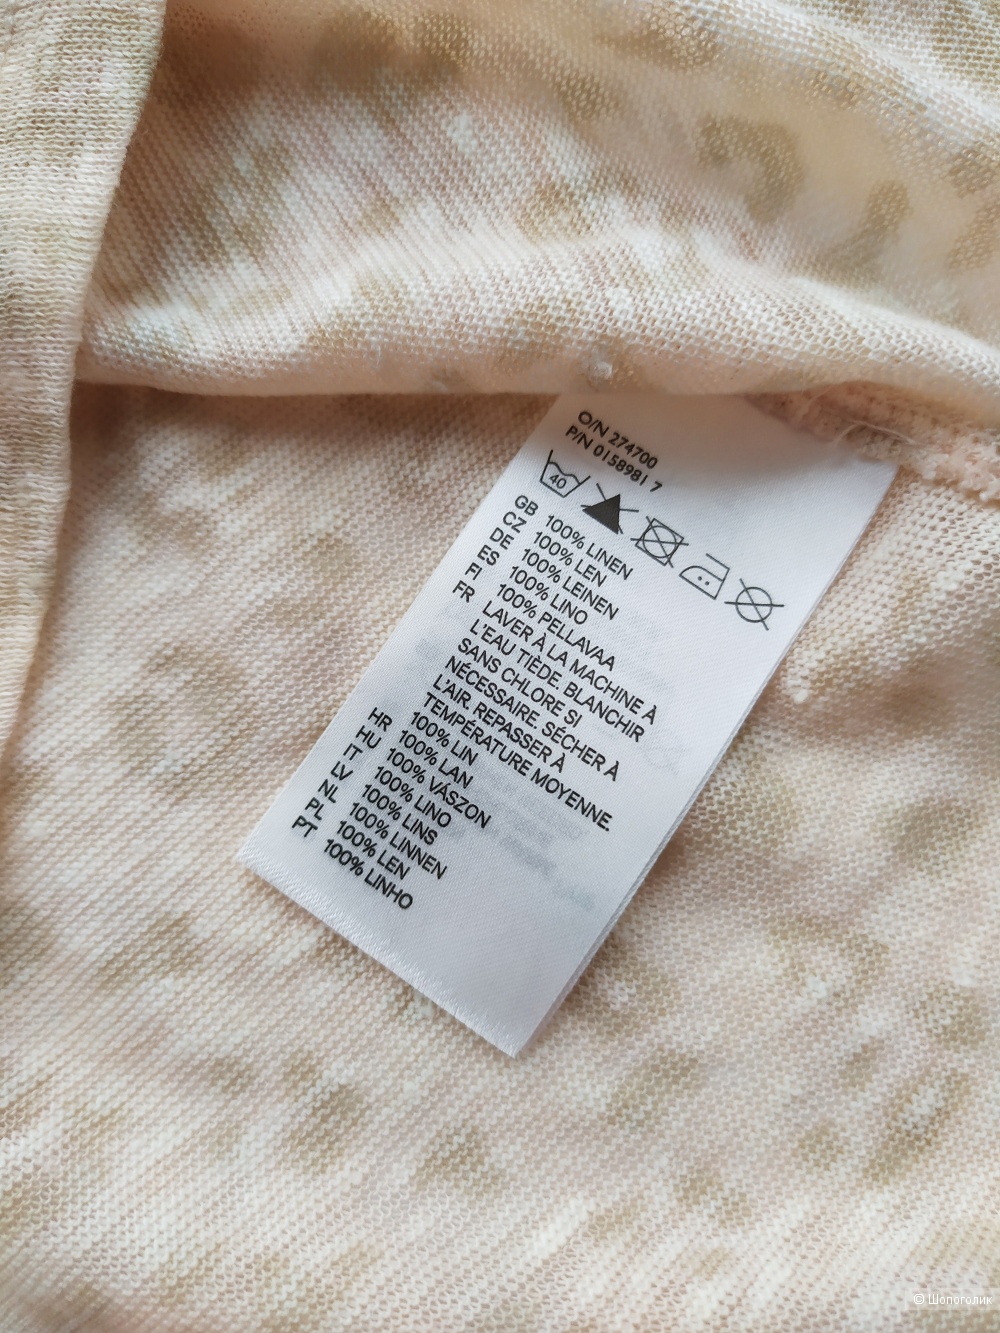 O/N 274700
P/N 0158981 7
40
GB 100% LINEN
CZ 100% LEN
DE 100% LEINEN
ES 100% LINO
FI 100% PELLAVAA
FR LAVER À LA MACHINE À
L'EAU TIÈDE. BLANCHIR
SANS CHLORE SI
NÉCESSAIRE. SÉCHER À
L'AIR. REPASSER À
TEMPÉRATURE MOYENNE.
100% LIN
HR 100% LAN
HU 100% VÁSZON
IT 100% LINO
LV 100% LINS
NL 100% LINNEN
PL 100% LEN
PT 100% LINHO
© Шопоголик